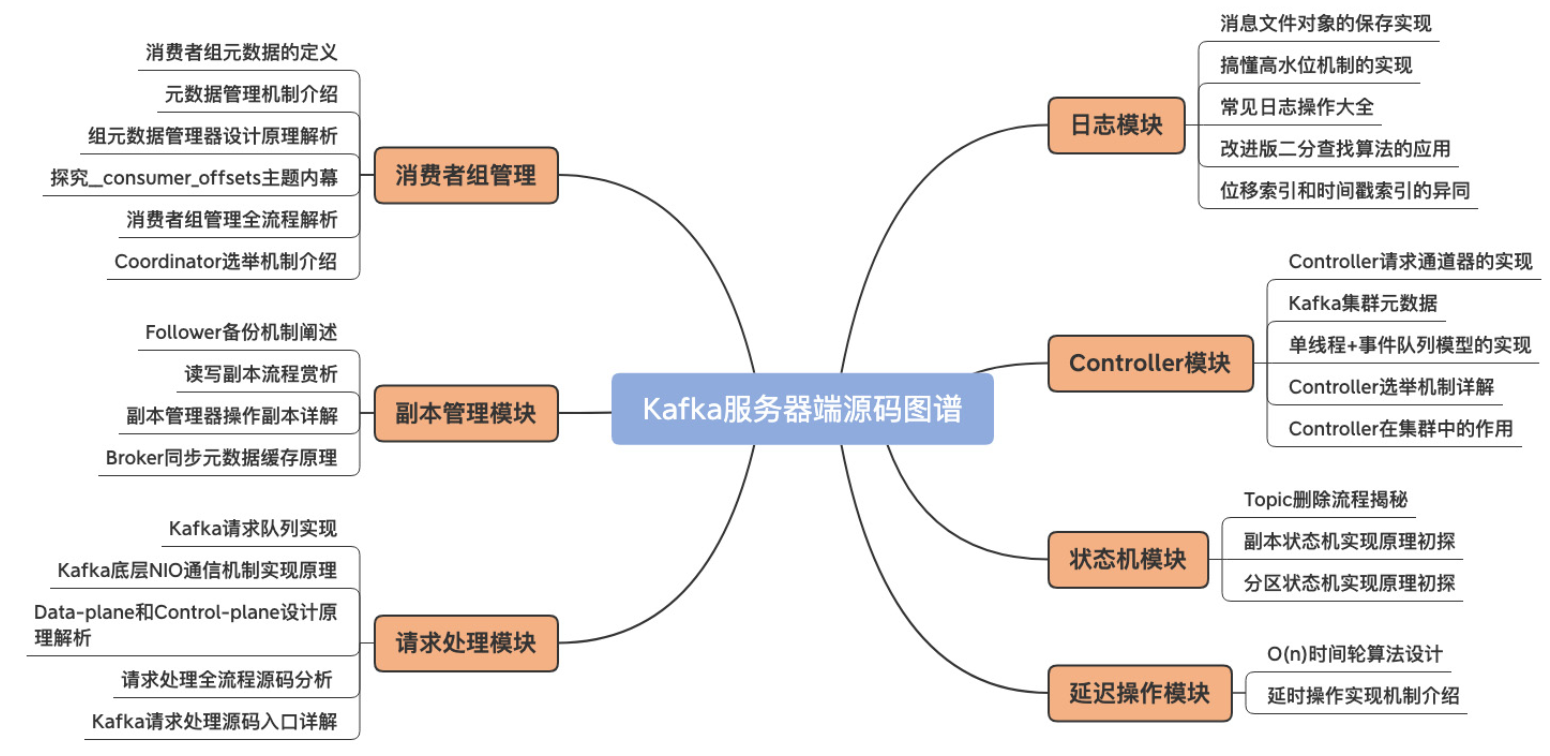 Kafka服务器端源码图谱
消费者组管理
消费者组元数据的定义
元数据管理机制介绍
组元数据管理器设计原理解析
探究__consumer_offsets主题内幕
消费者组管理全流程解析
Coordinator选举机制介绍
副本管理模块
Follower备份机制阐述
读写副本流程赏析
副本管理器操作副本详解
Broker同步元数据缓存原理
请求处理模块
Kafka请求队列实现
Kafka底层NIO通信机制实现原理
Data-plane和Control-plane设计原
理解析
请求处理全流程源码分析
Kafka请求处理源码入口详解
日志模块
消息文件对象的保存实现
搞懂高水位机制的实现
常见日志操作大全
改进版二分查找算法的应用
位移索引和时间戳索引的异同
Controller模块
Controller请求通道器的实现
Kafka集群元数据
单线程+事件队列模型的实现
Controller选举机制详解
Controller在集群中的作用
状态机模块
Topic删除流程揭秘
副本状态机实现原理初探
分区状态机实现原理初探
延迟操作模块
O(n)时间轮算法设计
延时操作实现机制介绍